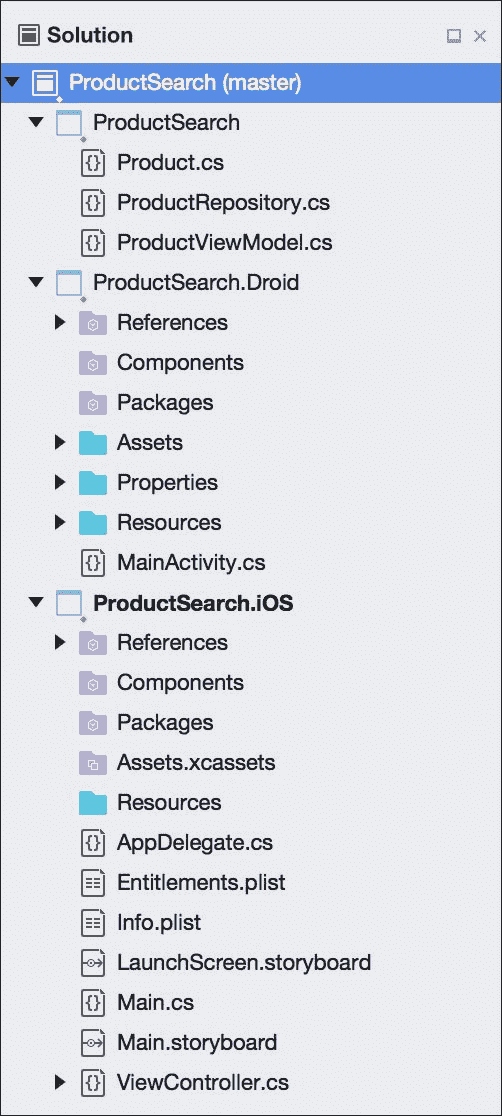 Solution
ProductSearch (master)
ProductSearch
Product.cs
ProductRepository.cs
ProductViewModel.cs
ProductSearch.Droid
References
Components
Packages
Assets
Properties
Resources
MainActivity.cs
ProductSearch.iOS
References
Components
Packages
Assets.xcassets
Resources
AppDelegate.cs
Entitlements.plist
Info.plist
LaunchScreen.storyboard
Main.cs
Main.storyboard
ViewController.cs